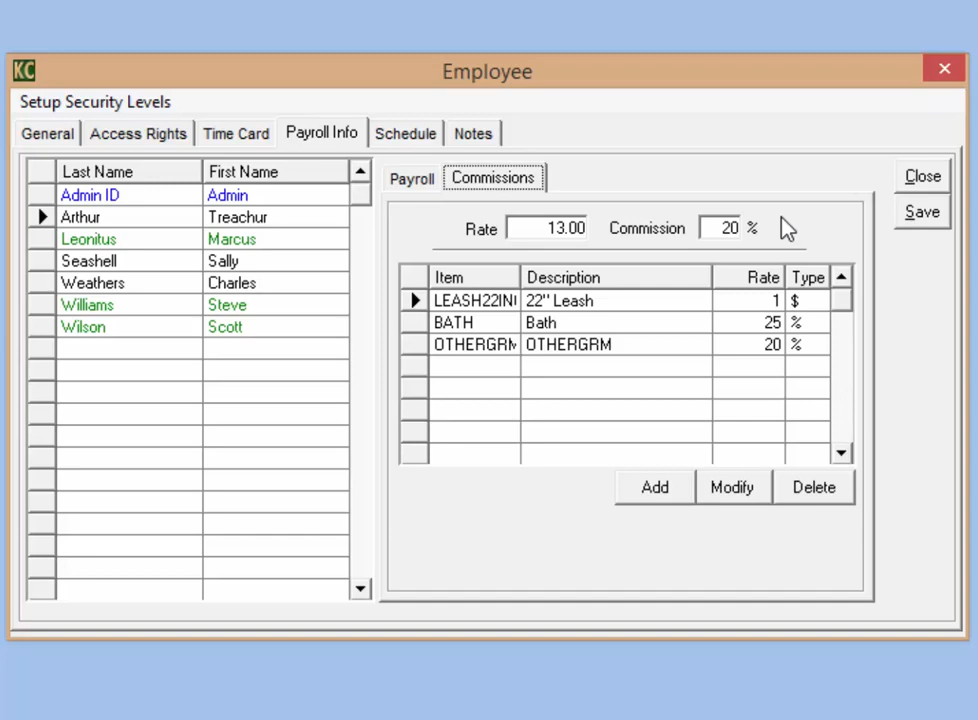 KC Employee
Setup Security Levels
General Access Rights Time Card Payroll Info Schedule Notes
Last Name First Name
Admin ID Admin
Arthur Treachur
Leonitus Marcus
Seashell Sally
Weathers Charles
Williams Steve
Wilson Scott
Payroll Commissions
Rate 13.00 Commission 20 %
Item Description Rate Type
LEASH22IN 22" Leash 1 $
BATH Bath 25 %
OTHERGRM OTHERGRM 20 %
Add Modify Delete
Close
Save